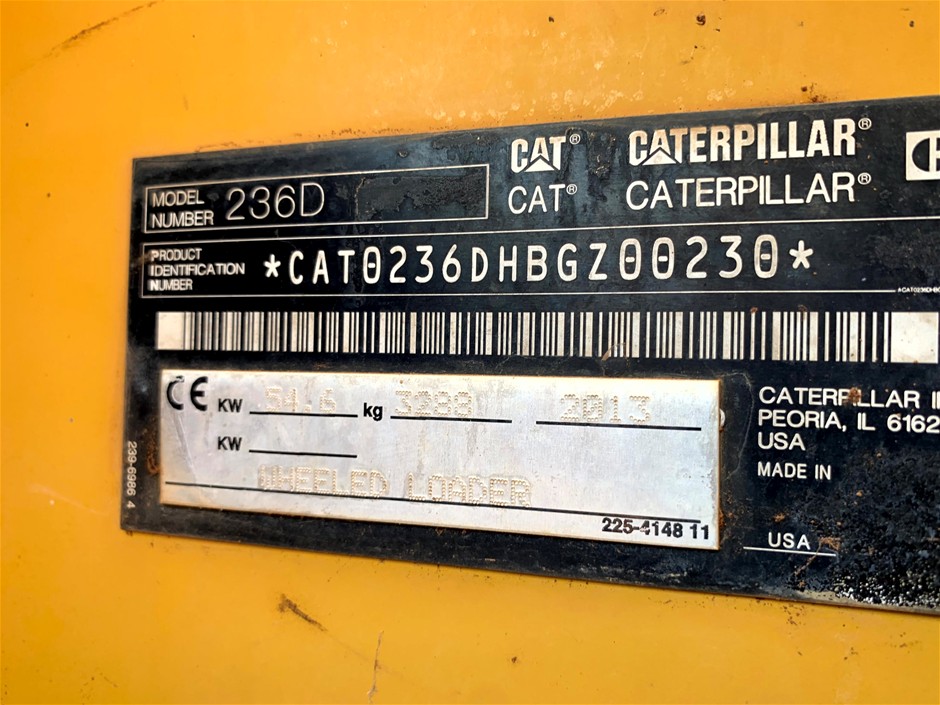 CAT® CATERPILLAR®
CAT® CATERPILLAR®
MODEL NUMBER 236D
PRODUCT IDENTIFICATION NUMBER *CAT0236DHBGZ00230*
CE KW 54.6 kg 3288 2013
KW
WHEELED LOADER
225-4148 11
239-6986 4
CATERPILLAR
PEORIA, IL
USA
MADE IN
USA